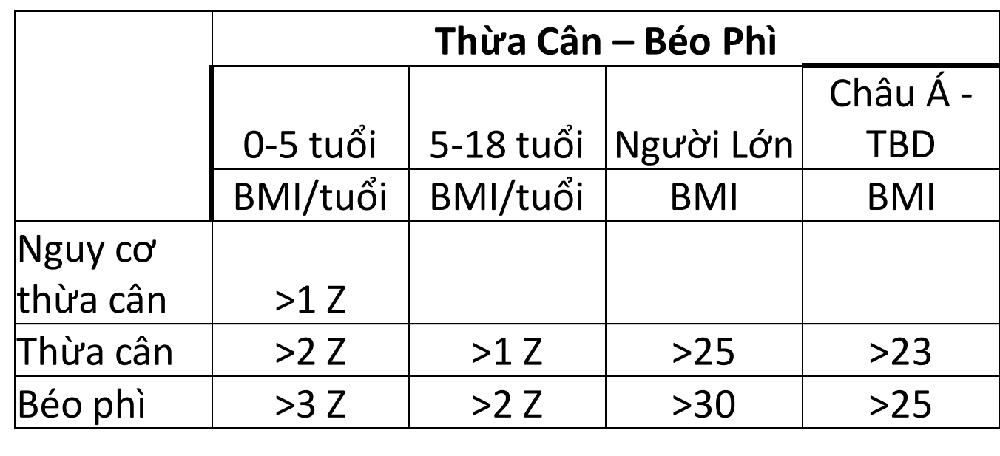 Thừa Cân – Béo Phì
Châu Á -
0-5 tuổi 5-18 tuổi Người Lớn TBD
BMI/tuổi BMI/tuổi BMI BMI
Nguy cơ
thừa cân >1 Z
Thừa cân >2 Z >1 Z >25 >23
Béo phì >3 Z >2 Z >30 >25